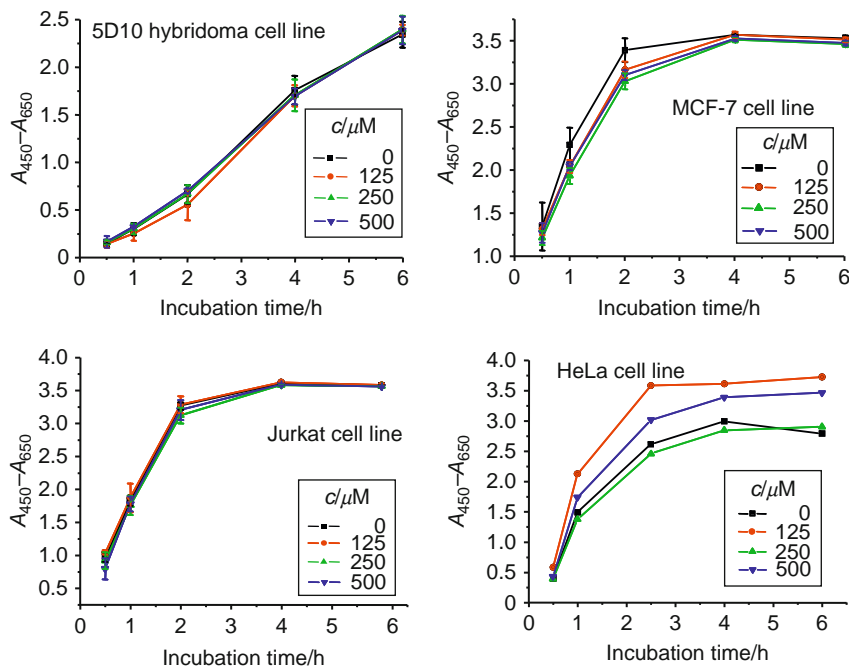 5D10 hybridoma cell line
A450–A650
2.5
2.0
1.5
1.0
0.5
0
c/μM
0
125
250
500
0 1 2 3 4 5 6
Incubation time/h
MCF-7 cell line
A450–A650
3.5
3.0
2.5
2.0
1.5
1.0
c/μM
0
125
250
500
0 1 2 3 4 5 6
Incubation time/h
Jurkat cell line
A450–A650
4.0
3.5
3.0
2.5
2.0
1.5
1.0
0.5
c/μM
0
125
250
500
0 1 2 4 6
Incubation time/h
HeLa cell line
A450–A650
4.0
3.5
3.0
2.5
2.0
1.5
1.0
0.5
0
c/μM
0
125
250
500
0 1 2 3 4 5 6
Incubation time/h